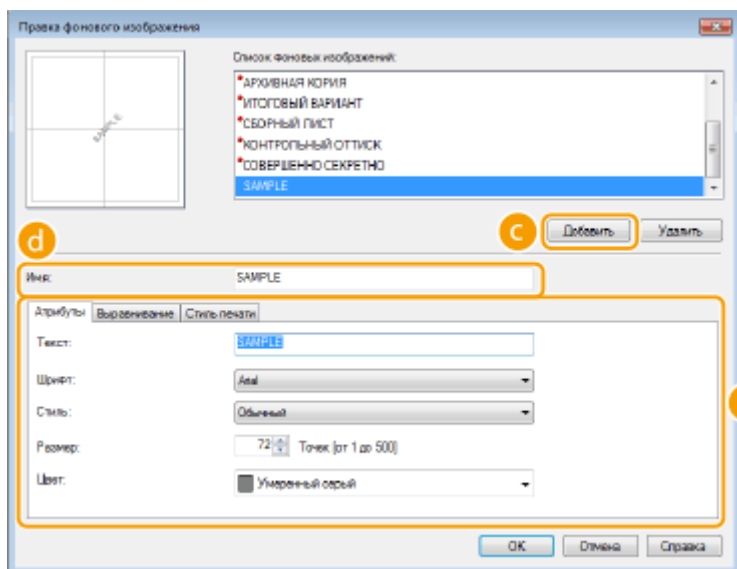 Правка фонового изображения
SAMPLE
Список фоновых изображений:
*АРХИВНАЯ КОРИЯ
*ИТОГОВЫЙ ВАРИАНТ
*СБОРНЫЙ ЛИСТ
*КОНТРОЛЬНЫЙ ОТТИСК
*СОВЕРШЕННО СЕКРЕТНО
SAMPLE
c Добавить Удалить
d
Имя: SAMPLE
Атрибуты Выравнивание Стиль печати
Текст: SAMPLE
Шрифт: Arial
Стиль: Обычный
Размер: 72 Точек [от 1 до 500]
Цвет: Умеренный серый
OK Отмена Справка